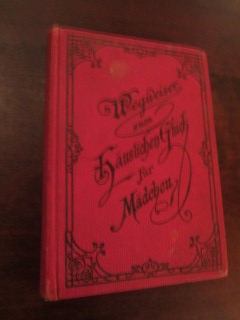 Wegweiser
zum
Häuslichen Glück
für
Mädchen